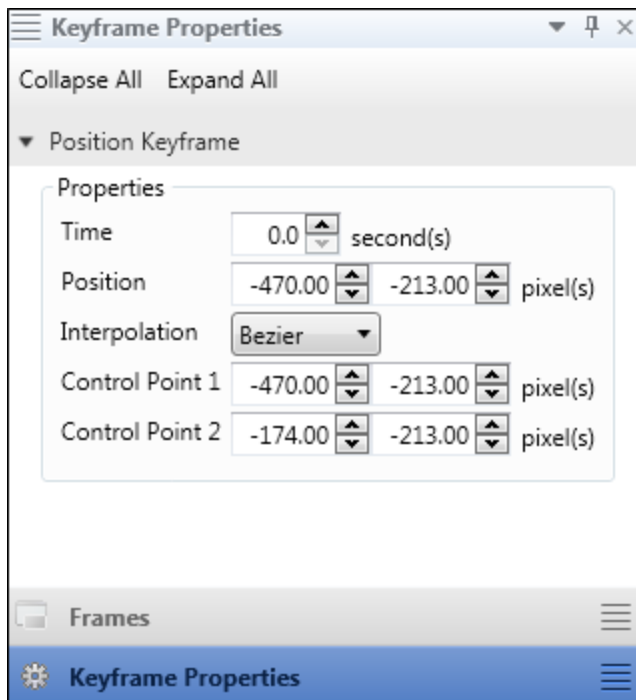 Keyframe Properties
Collapse All Expand All
Position Keyframe
Properties
Time 0.0 second(s)
Position -470.00 -213.00 pixel(s)
Interpolation Bezier
Control Point 1 -470.00 -213.00 pixel(s)
Control Point 2 -174.00 -213.00 pixel(s)
Frames
Keyframe Properties